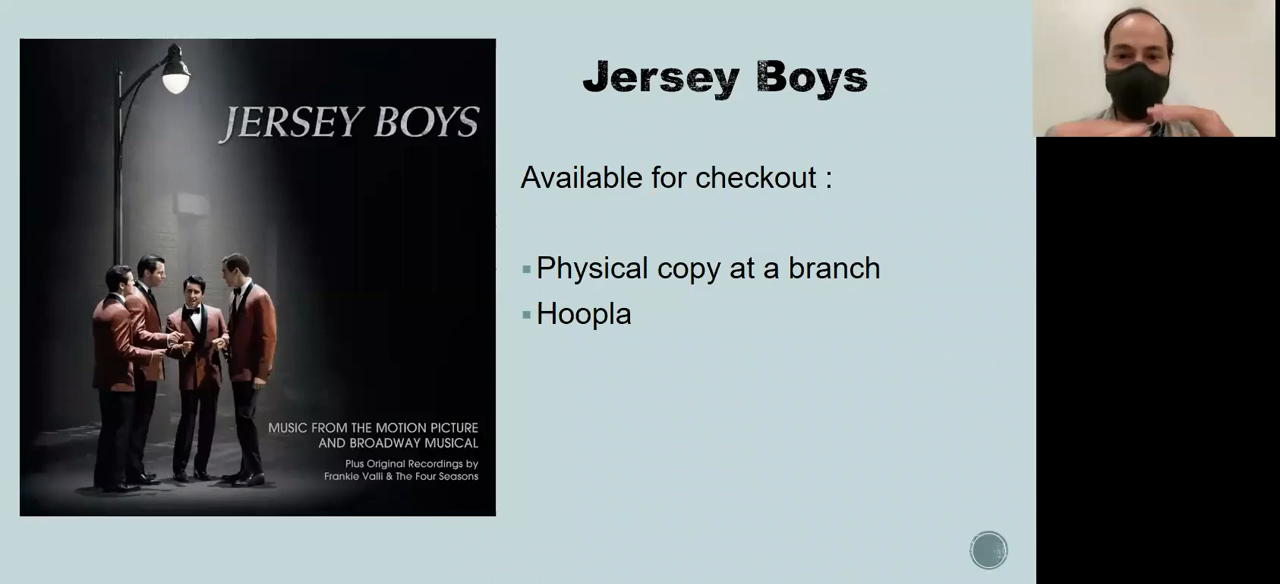 JERSEY BOYS
MUSIC FROM THE MOTION PICTURE
AND BROADWAY MUSICAL
Plus Original Recordings by
Frankie Valli & The Four Seasons
Jersey Boys
Available for checkout :
Physical copy at a branch
Hoopla